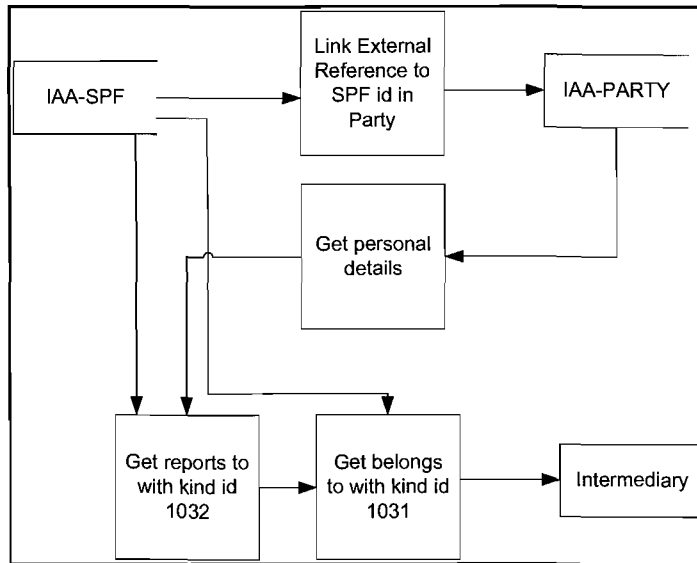 Link External
Reference to
SPF id in
Party
IAA-SPF
IAA-PARTY
Get personal
details
Get reports to
with kind id
1032
Get belongs
to with kind id
1031
Intermediary